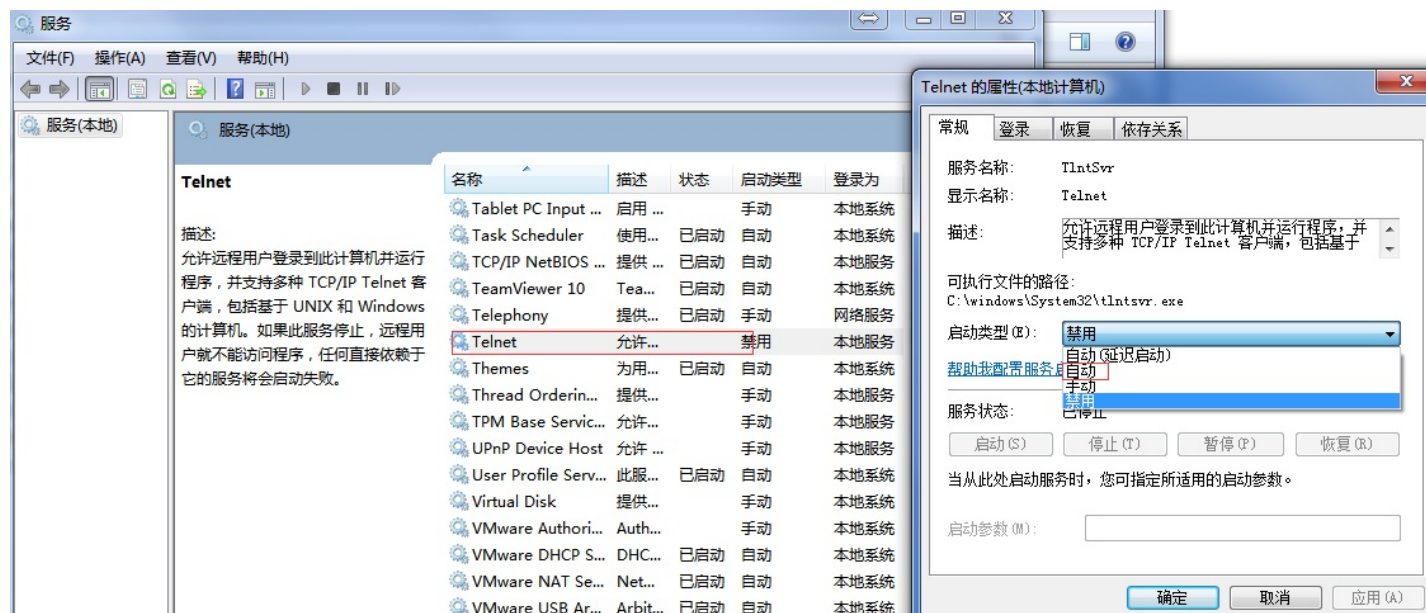 服务
文件(F) 操作(A) 查看(V) 帮助(H)
服务(本地)
服务(本地)
Telnet
描述:
允许远程用户登录到此计算机并运行
程序，并支持多种 TCP/IP Telnet 客
户端，包括基于 UNIX 和 Windows
的计算机。如果此服务停止，远程用
户就不能访问程序，任何直接依赖于
它的服务将会启动失败。
名称 描述 状态 启动类型 登录为
Tablet PC Input ... 启用 ... 手动 本地系统
Task Scheduler 使用... 已启动 自动 本地系统
TCP/IP NetBIOS ... 提供 ... 已启动 自动 本地服务
TeamViewer 10 Tea... 已启动 自动 本地系统
Telephony 提供... 已启动 手动 网络服务
Telnet 允许... 禁用 本地服务
Themes 为用... 已启动 自动 本地系统
Thread Orderin... 提供... 手动 本地服务
TPM Base Servic... 允许... 手动 本地服务
UPnP Device Host 允许 ... 手动 本地服务
User Profile Serv... 此服... 已启动 自动 本地系统
Virtual Disk 提供... 手动 本地系统
VMware Authori... Auth... 手动 本地系统
VMware DHCP S... DHC... 已启动 自动 本地系统
VMware NAT Se... Net... 已启动 自动 本地系统
VMware USB Ar... Arbit... 已启动 自动 本地系统
Telnet 的属性(本地计算机)
常规 登录 恢复 依存关系
服务名称: TlntSvr
显示名称: Telnet
描述: 允许远程用户登录到此计算机并运行程序，并
支持多种 TCP/IP Telnet 客户端，包括基于
可执行文件的路径:
C:\windows\System32\tlntsvr.exe
启动类型(E): 禁用
自动(延迟启动)
帮助我配置服务 自动
手动
禁用
服务状态: 已停止
启动(S) 停止(T) 暂停(P) 恢复(R)
当从此处启动服务时，您可指定所适用的启动参数。
启动参数(M):
确定 取消 应用(A)